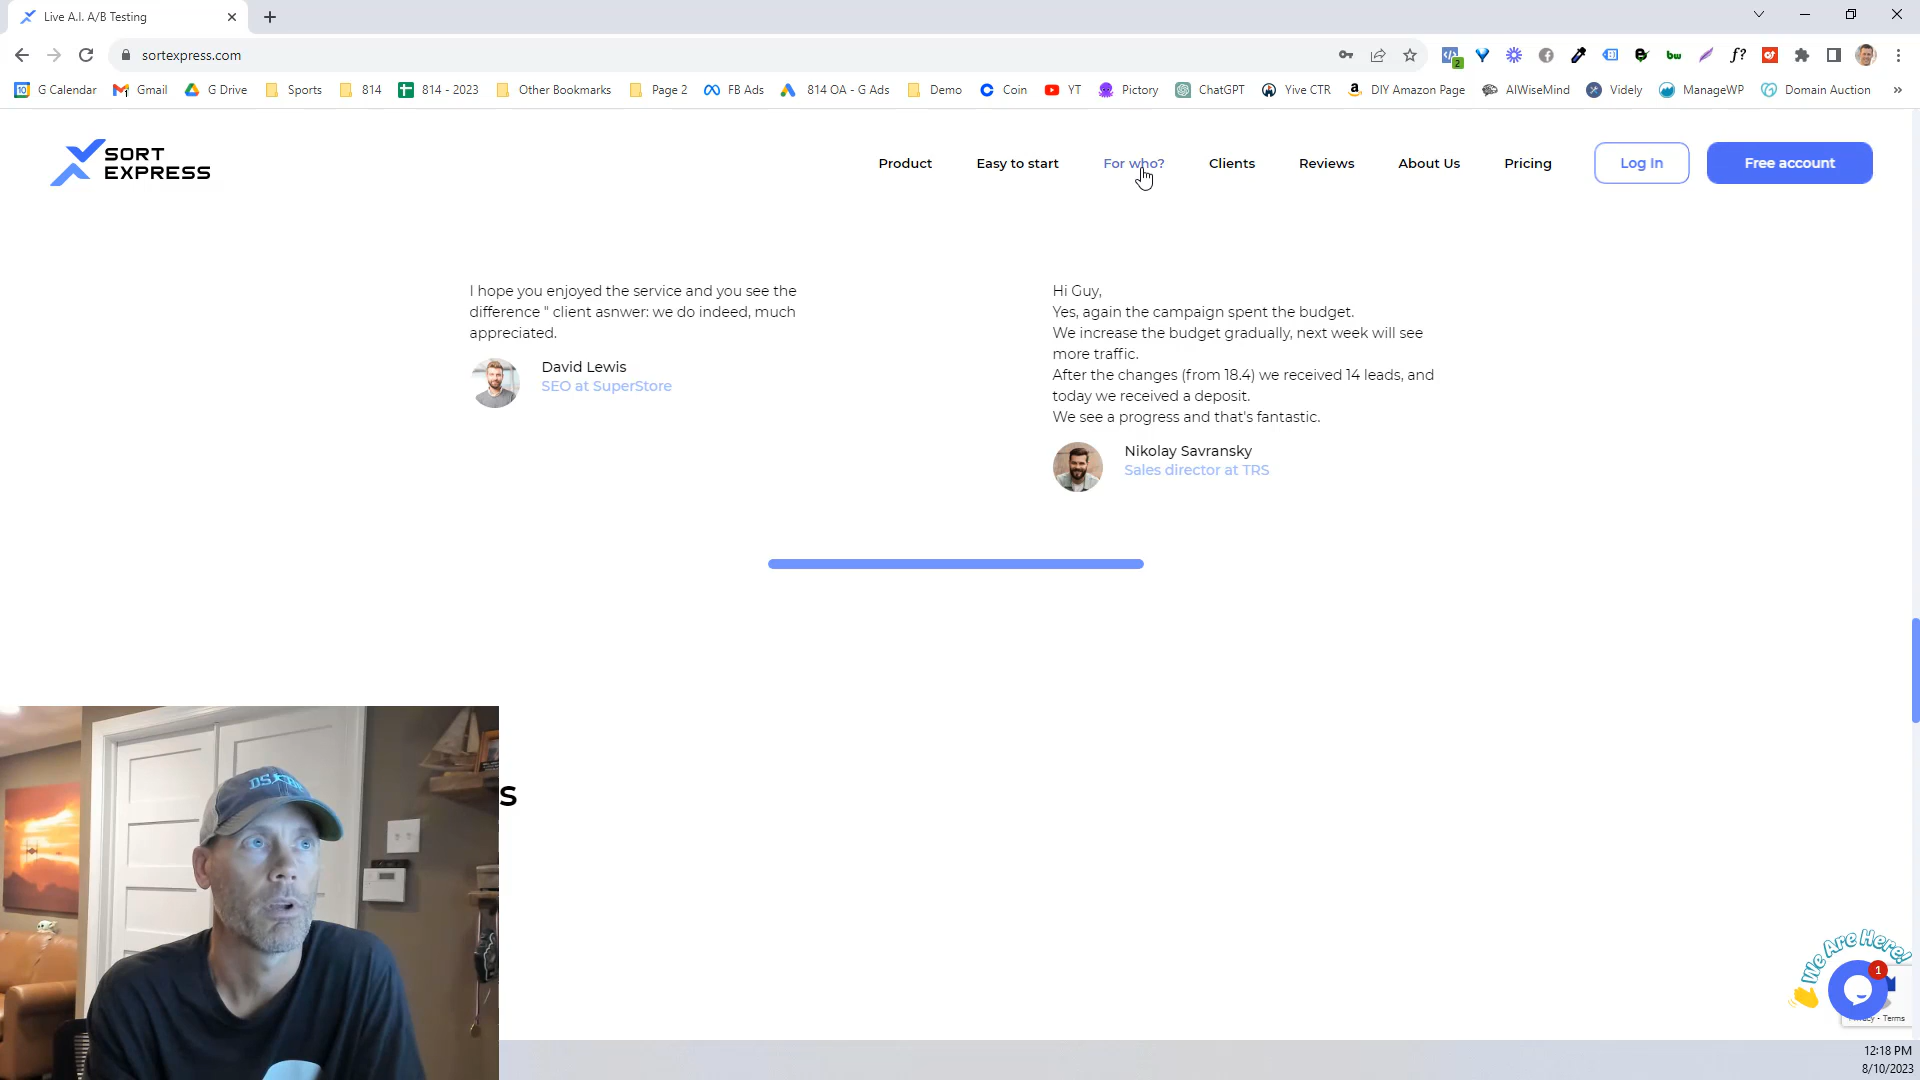 Live A.I. A/B Testing
sortexpress.com
2
G Calendar
Gmail
G Drive
Sports
814
814 - 2023
Other Bookmarks
Page 2
FB Ads
814 OA - G Ads
Demo
Coin
YT
Pictory
ChatGPT
Yive CTR
DIY Amazon Page
AIWiseMind
Videly
ManageWP
Domain Auction
»
SORT
EXPRESS
Product
Easy to start
For who?
Clients
Reviews
About Us
Pricing
Log In
Free account
I hope you enjoyed the service and you see the
difference " client asnwer: we do indeed, much
appreciated.
David Lewis
SEO at SuperStore
Hi Guy,
Yes, again the campaign spent the budget.
We increase the budget gradually, next week will see
more traffic.
After the changes (from 18.4) we received 14 leads, and
today we received a deposit.
We see a progress and that's fantastic.
Nikolay Savransky
Sales director at TRS
s
We Are Here!
1
- Terms
12:18 PM
8/10/2023